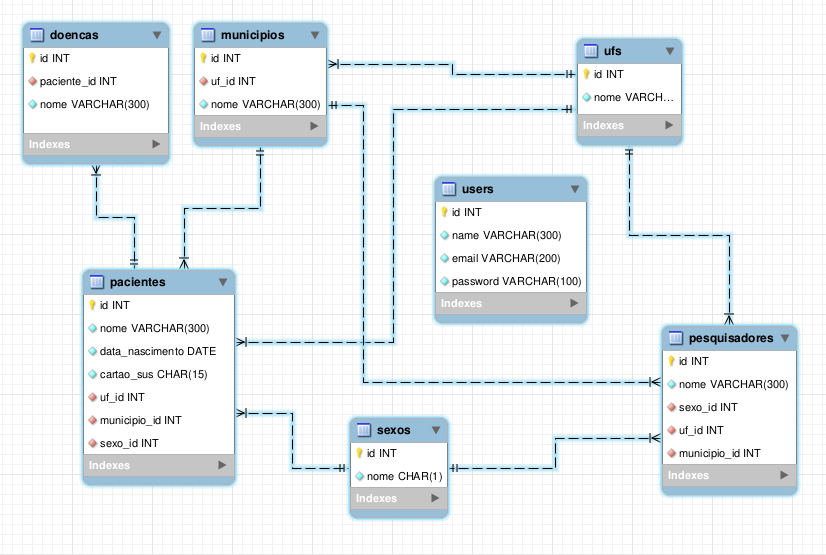 doencas
id INT
paciente_id INT
nome VARCHAR(300)
Indexes
municipios
id INT
uf_id INT
nome VARCHAR(300)
Indexes
ufs
id INT
nome VARCH...
Indexes
users
id INT
name VARCHAR(300)
email VARCHAR(200)
password VARCHAR(100)
Indexes
pacientes
id INT
nome VARCHAR(300)
data_nascimento DATE
cartao_sus CHAR(15)
uf_id INT
municipio_id INT
sexo_id INT
Indexes
sexos
id INT
nome CHAR(1)
Indexes
pesquisadores
id INT
nome VARCHAR(300)
sexo_id INT
uf_id INT
municipio_id INT
Indexes